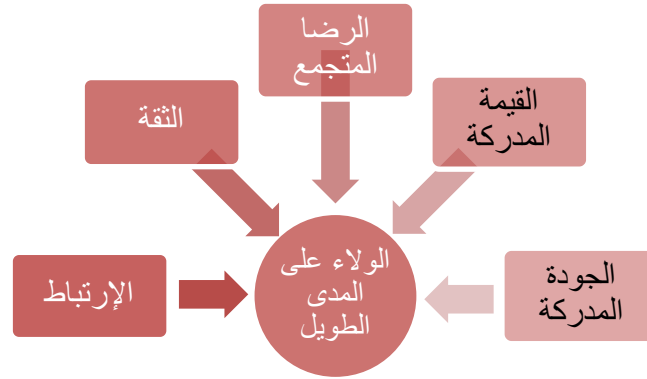 الرضا
المتجمع
القيمة
المدركة
الثقة
الولاء على
المدى
الطويل
الجودة
المدركة
الإرتباط